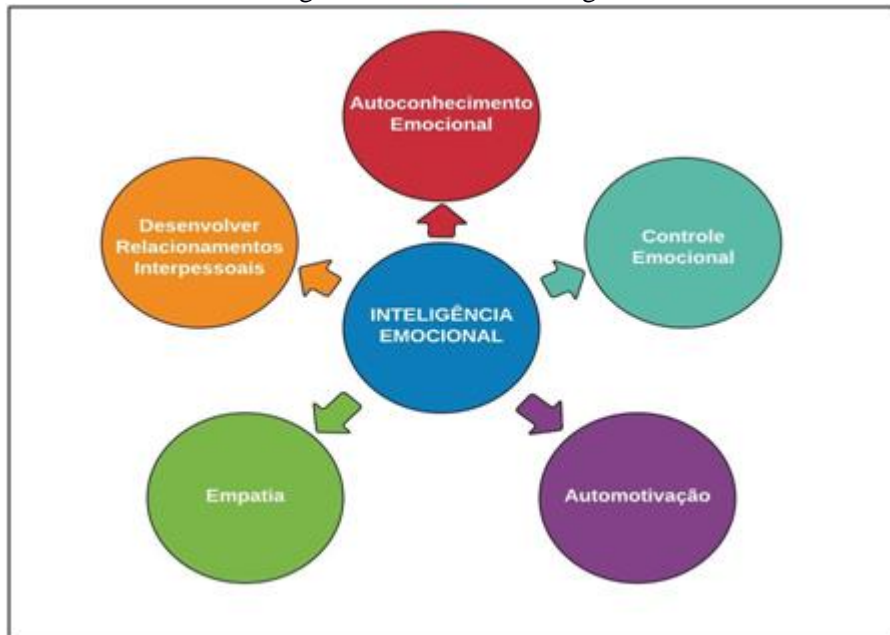 Autoconhecimento
Emocional
Desenvolver
Relacionamentos
Interpessoais
Controle
Emocional
INTELIGÊNCIA
EMOCIONAL
Empatia
Automotivação